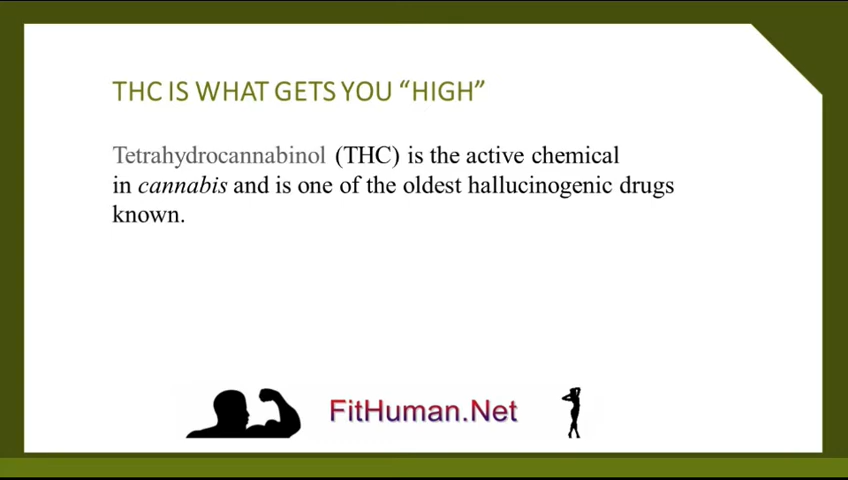 THC IS WHAT GETS YOU “HIGH”
Tetrahydrocannabinol (THC) is the active chemical
in cannabis and is one of the oldest hallucinogenic drugs
known.
FitHuman.Net